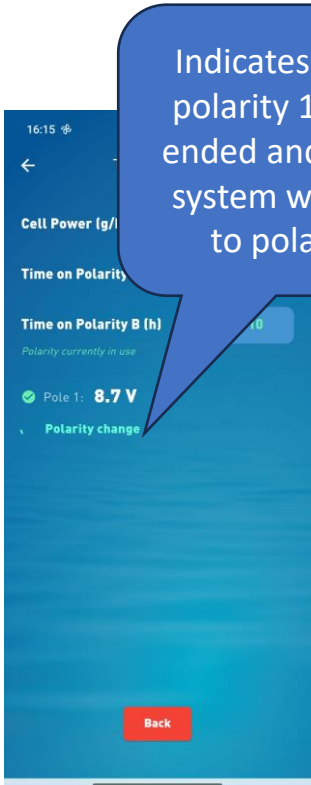 Indicates
polarity 1
ended and
system w
to pola
16:15
Cell Power (g/
Time on Polarity
Time on Polarity B (h)
10
Polarity currently in use
Pole 1: 8.7 V
Polarity change
Back